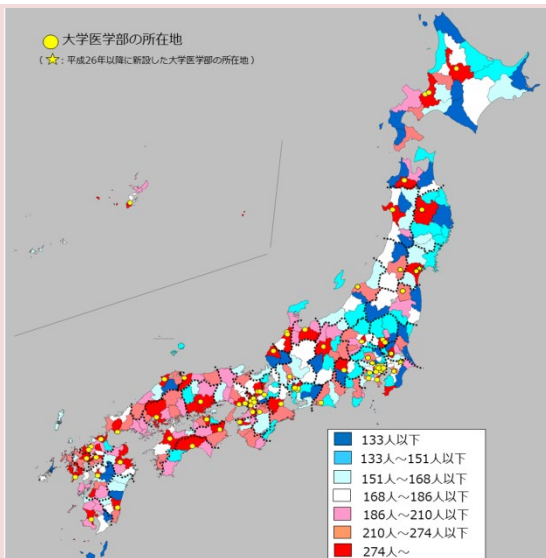 大学医学部の所在地
（☆：平成26年以降に新設した大学医学部の所在地）
133人以下
133人～151人以下
151人～168人以下
168人～186人以下
186人～210人以下
210人～274人以下
274人～